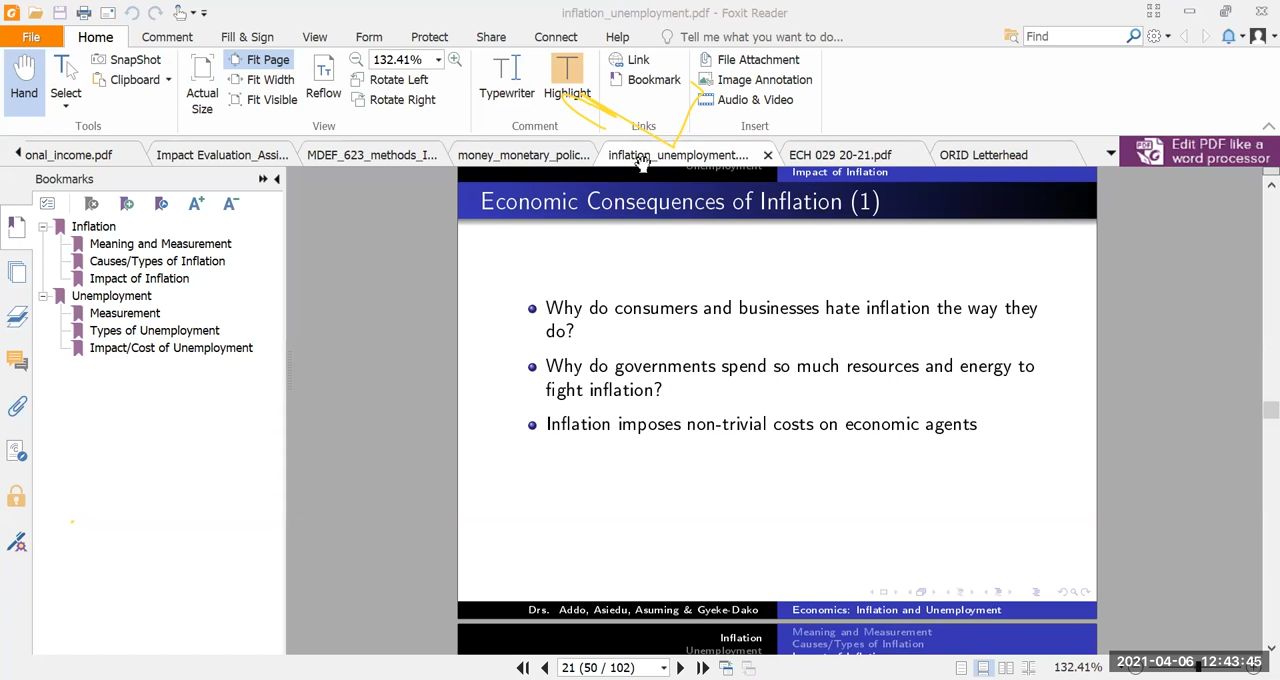 inflation_unemployment.pdf - Foxit Reader
File Home Comment Fill & Sign View Form Protect Share Connect Help Tell me what you want to do... Find
Hand
Select
SnapShot
Clipboard
Tools
Actual Size
Fit Page
Fit Width
Fit Visible
Reflow
132.41%
Rotate Left
Rotate Right
View
Typewriter
Highlight
Comment
Link
Bookmark
Links
File Attachment
Image Annotation
Audio & Video
Insert
onal_income.pdf Impact Evaluation_Assi... MDEF_623_methods_I... money_monetary_polic... inflation_unemployment.... ECH 029 20-21.pdf ORID Letterhead
Edit PDF like a
word processor
Bookmarks
Inflation
Meaning and Measurement
Causes/Types of Inflation
Impact of Inflation
Unemployment
Measurement
Types of Unemployment
Impact/Cost of Unemployment
Unemployment
Impact of Inflation
Economic Consequences of Inflation (1)
Why do consumers and businesses hate inflation the way they
do?
Why do governments spend so much resources and energy to
fight inflation?
Inflation imposes non-trivial costs on economic agents
Drs. Addo, Asiedu, Asuming & Gyeke-Dako Economics: Inflation and Unemployment
Inflation
Unemployment
Meaning and Measurement
Causes/Types of Inflation
21 (50 / 102)
132.41%
2021-04-06 12:43:45